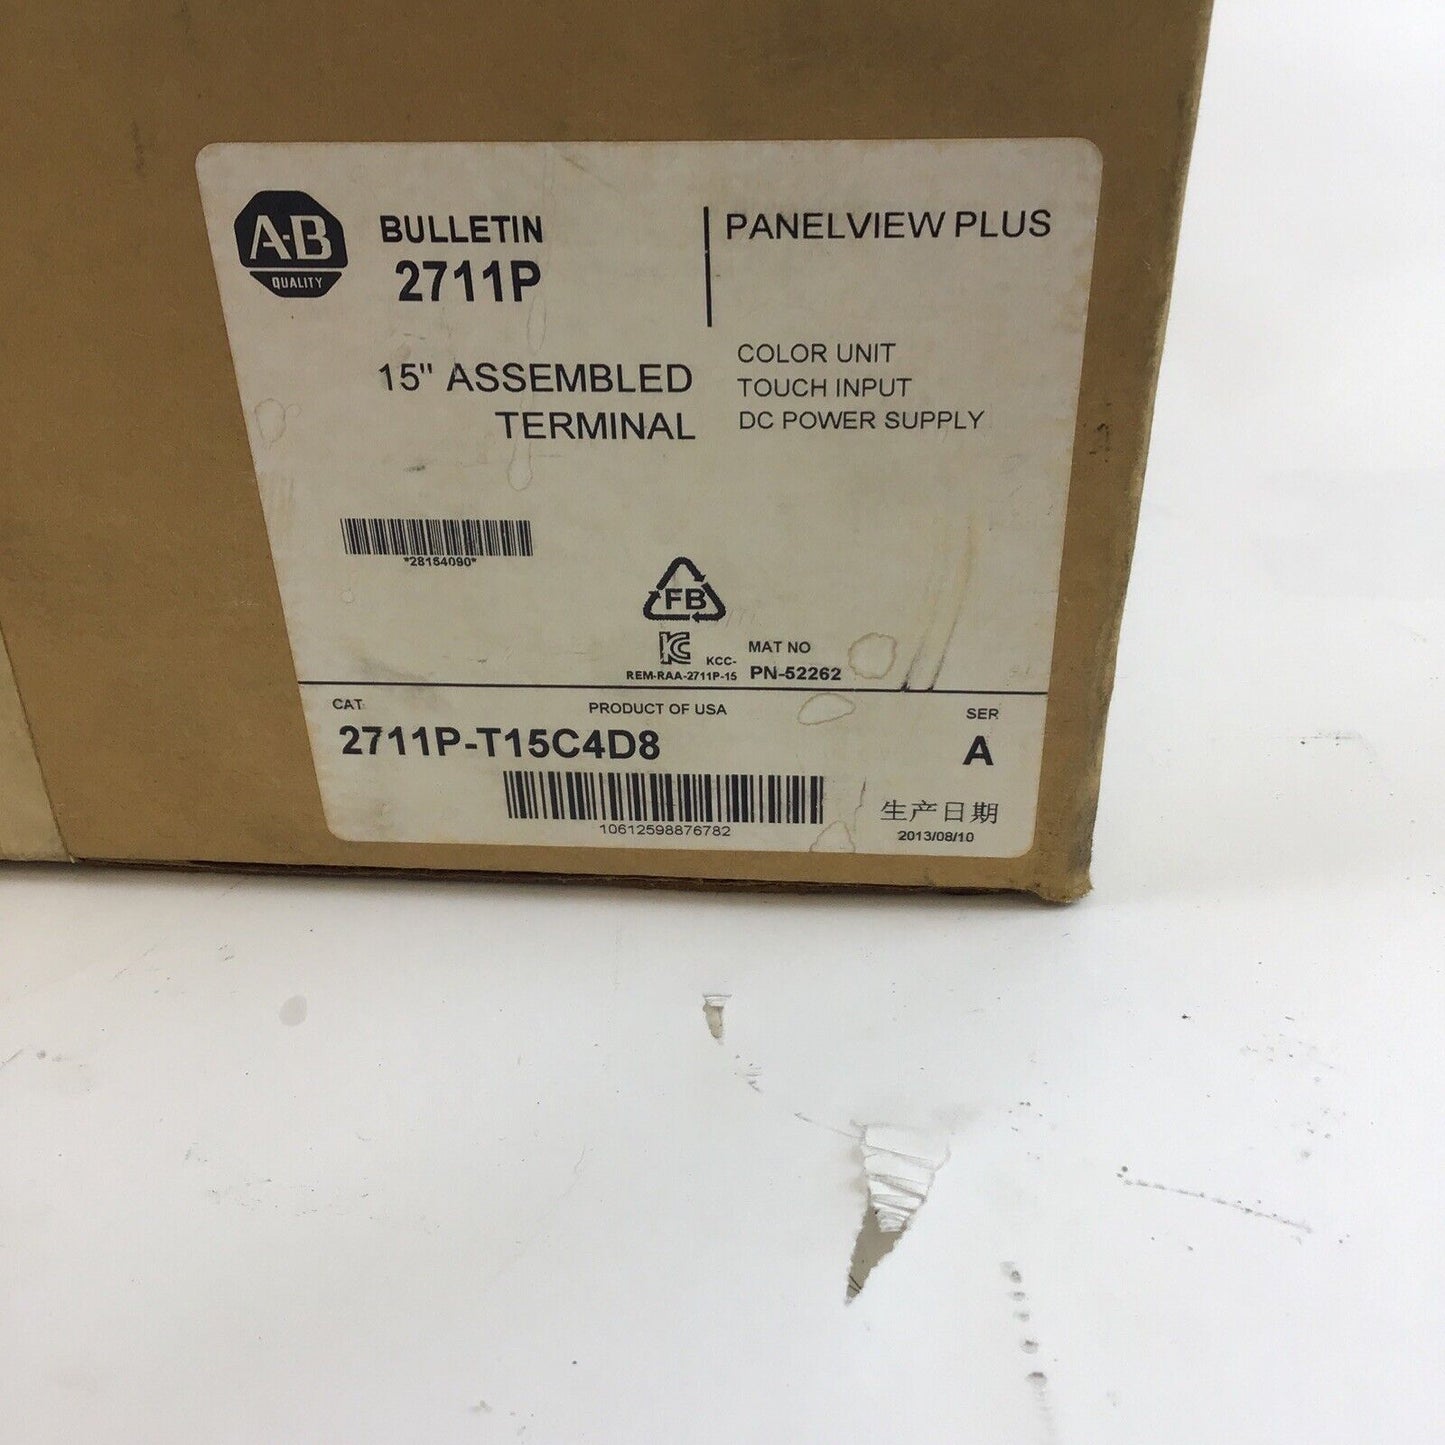 A-B
QUALITY
BULLETIN
2711P
PANELVIEW PLUS
15" ASSEMBLED
TERMINAL
COLOR UNIT
TOUCH INPUT
DC POWER SUPPLY
*28154090*
FB
KC
KCC-
REM-RAA-2711P-15
MAT NO
PN-52262
CAT
PRODUCT OF USA
SER
2711P-T15C4D8
A
10612598876782
生产日期
2013/08/10